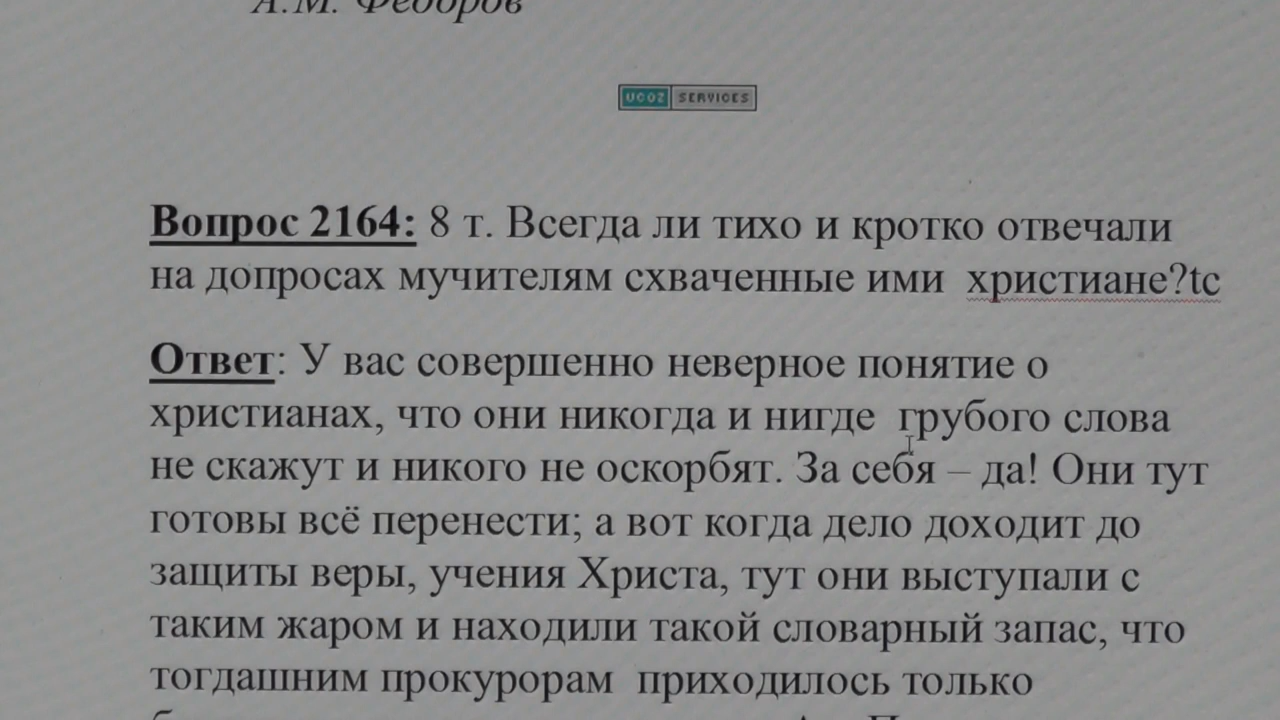 А.М. Федоров
UCOZ SERVICES
Вопрос 2164: 8 т. Всегда ли тихо и кротко отвечали
на допросах мучителям схваченные ими христиане?tc
Ответ: У вас совершенно неверное понятие о
христианах, что они никогда и нигде грубого слова
не скажут и никого не оскорбят. За себя – да! Они тут
готовы всё перенести; а вот когда дело доходит до
защиты веры, учения Христа, тут они выступали с
таким жаром и находили такой словарный запас, что
тогдашним прокурорам приходилось только